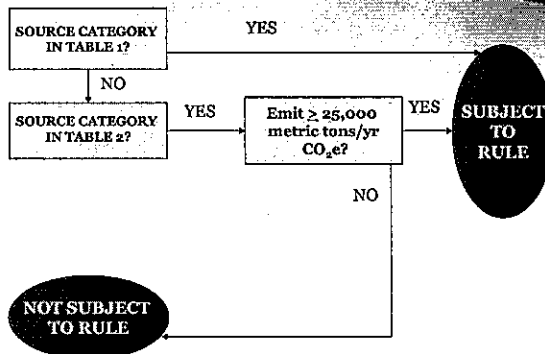 SOURCE CATEGORY
IN TABLE 1?
YES
NO
SOURCE CATEGORY
IN TABLE 2?
YES
Emit ≥ 25,000
metric tons/yr
CO₂e?
YES
SUBJECT
TO
RULE
NO
NOT SUBJECT
TO RULE